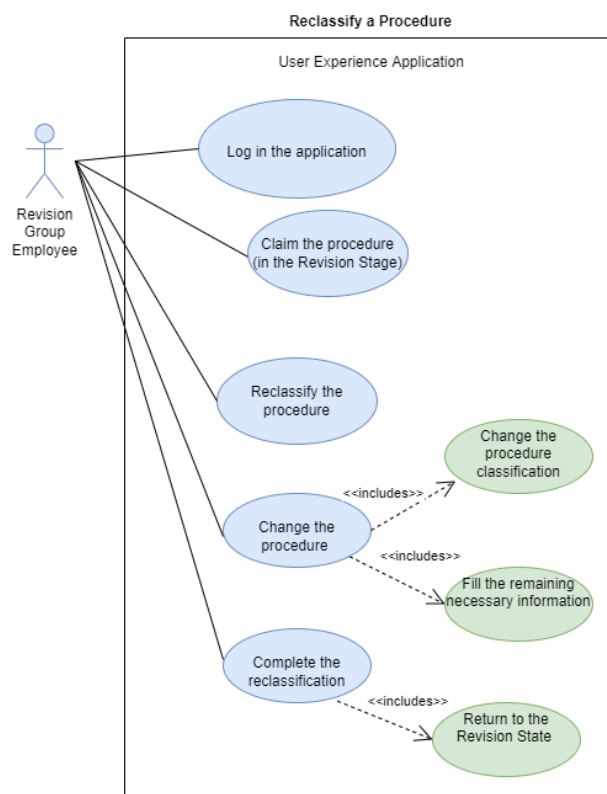 Reclassify a Procedure
User Experience Application
Log in the application
Revision
Group
Employee
Claim the procedure
(in the Revision Stage)
Reclassify the
procedure
Change the
procedure
classification
<<includes>>
Change the
procedure
<<includes>>
Fill the remaining
necessary information
Complete the
reclassification
<<includes>>
Return to the
Revision State